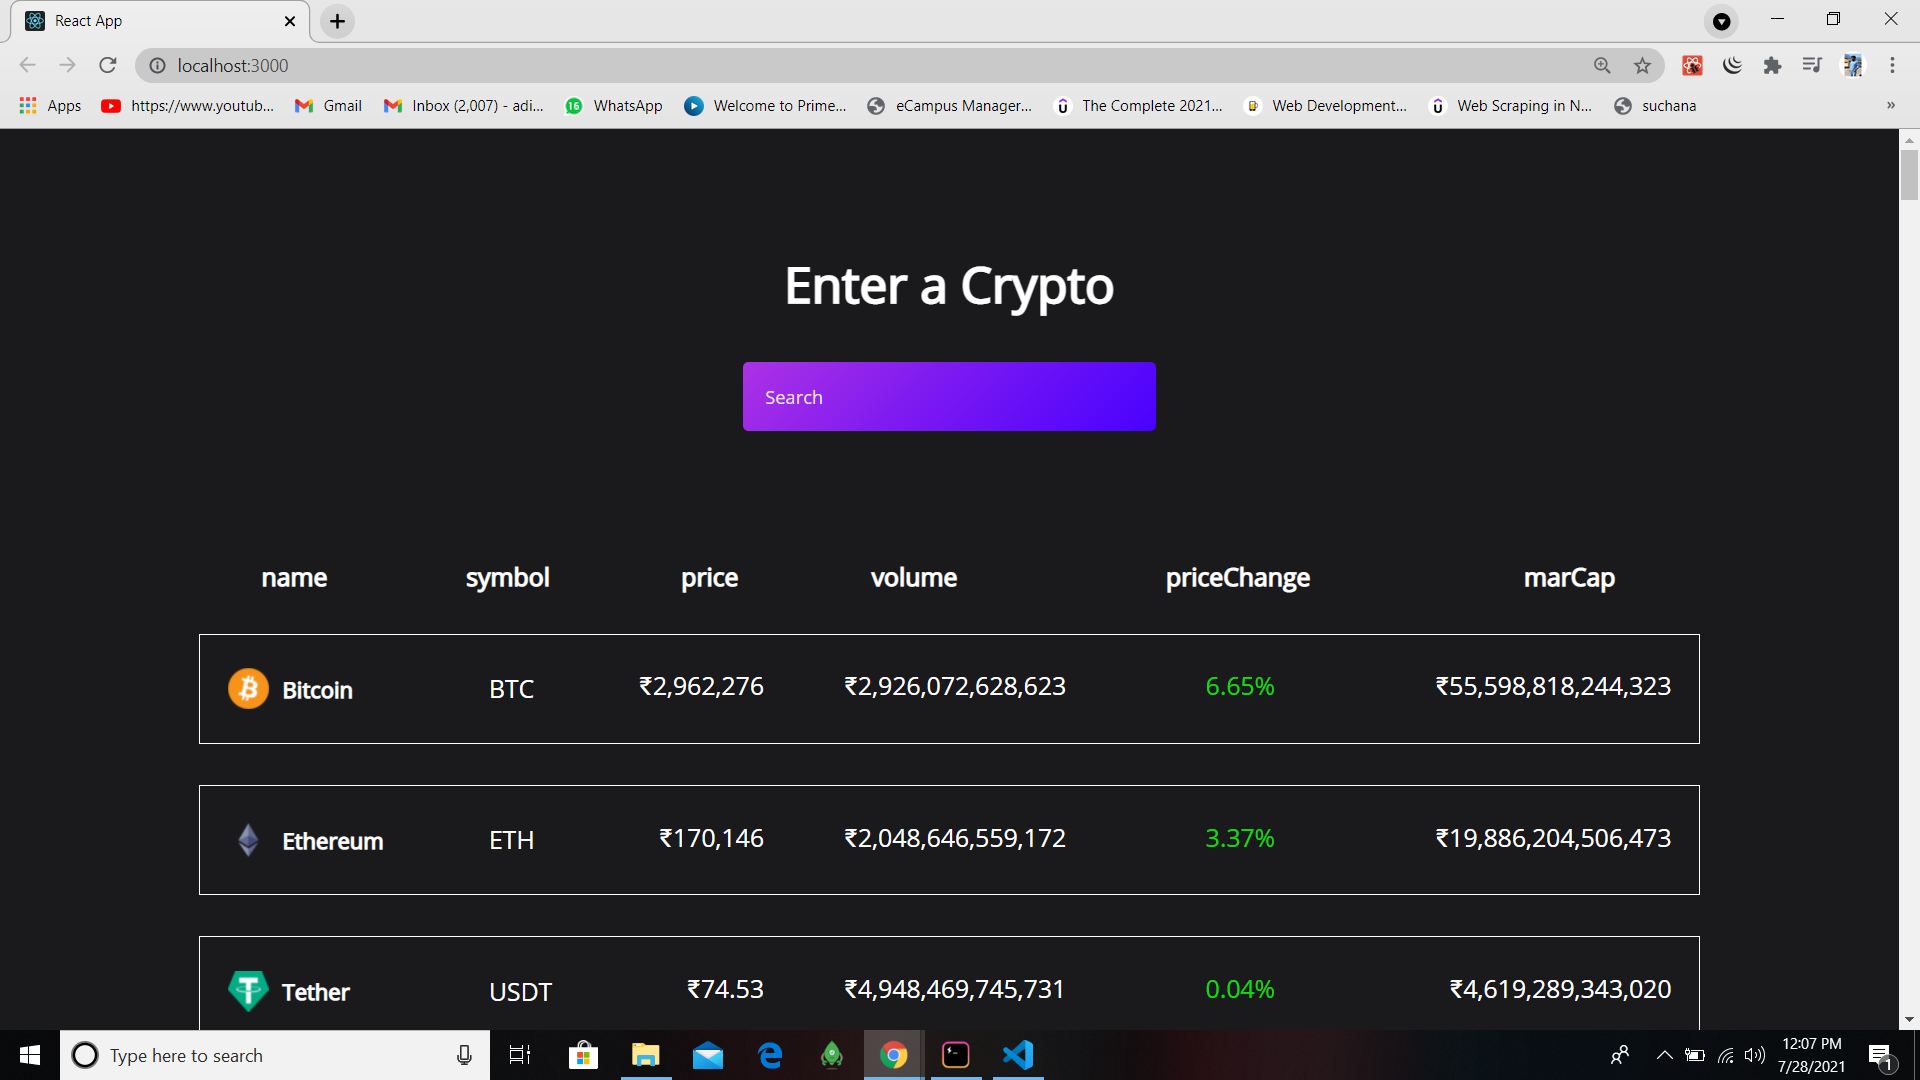 React App
localhost:3000
Apps https://www.youtub... Gmail Inbox (2,007) - adi... 16 WhatsApp Welcome to Prime... eCampus Manager... The Complete 2021... Web Development... Web Scraping in N... suchana »
Enter a Crypto
Search
name symbol price volume priceChange marCap
Bitcoin BTC ₹2,962,276 ₹2,926,072,628,623 6.65% ₹55,598,818,244,323
Ethereum ETH ₹170,146 ₹2,048,646,559,172 3.37% ₹19,886,204,506,473
Tether USDT ₹74.53 ₹4,948,469,745,731 0.04% ₹4,619,289,343,020
Type here to search
12:07 PM
7/28/2021
1